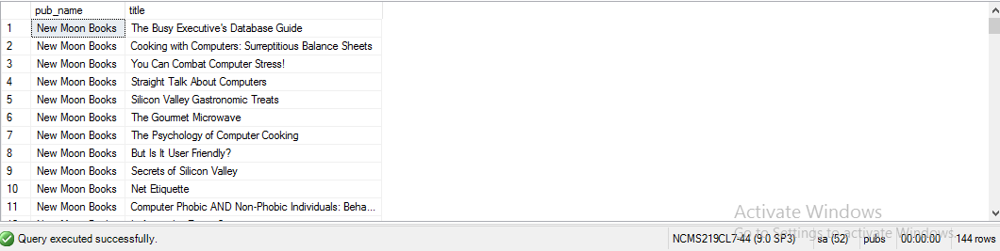 pub_name title
1 New Moon Books The Busy Executive's Database Guide
2 New Moon Books Cooking with Computers: Surreptitious Balance Sheets
3 New Moon Books You Can Combat Computer Stress!
4 New Moon Books Straight Talk About Computers
5 New Moon Books Silicon Valley Gastronomic Treats
6 New Moon Books The Gourmet Microwave
7 New Moon Books The Psychology of Computer Cooking
8 New Moon Books But Is It User Friendly?
9 New Moon Books Secrets of Silicon Valley
10 New Moon Books Net Etiquette
11 New Moon Books Computer Phobic AND Non-Phobic Individuals: Beha...
Activate Windows
Go to Settings to activate Windows.
Query executed successfully. NCMS219CL7-44 (9.0 SP3) sa (52) pubs 00:00:00 144 rows